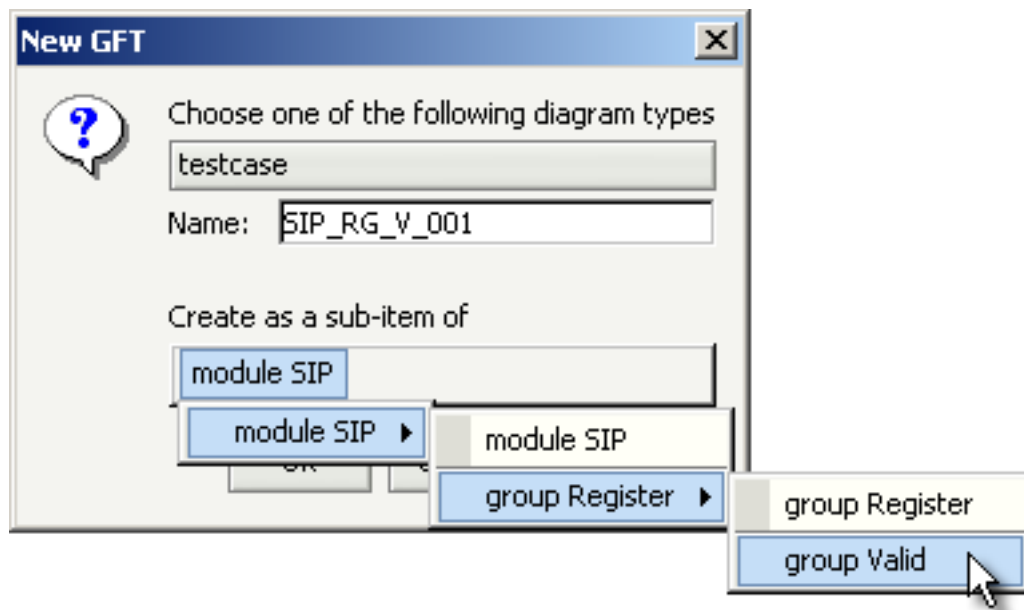 New GFT
?
Choose one of the following diagram types
testcase
Name: SIP_RG_V_001
Create as a sub-item of
module SIP
module SIP
module SIP
group Register
group Register
group Valid